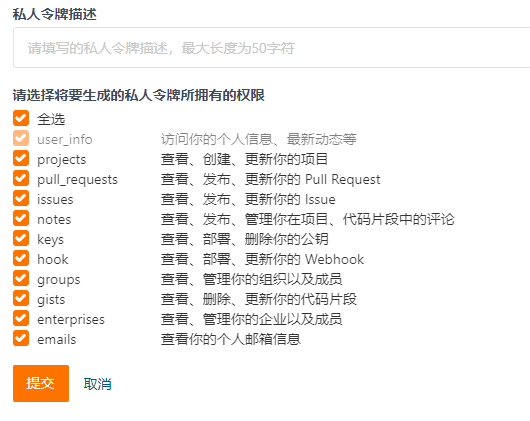 私人令牌描述
请填写的私人令牌描述，最大长度为50字符
请选择将要生成的私人令牌所拥有的权限
全选
user_info 访问你的个人信息、最新动态等
projects 查看、创建、更新你的项目
pull_requests 查看、发布、更新你的 Pull Request
issues 查看、发布、更新你的 Issue
notes 查看、发布、管理你在项目、代码片段中的评论
keys 查看、部署、删除你的公钥
hook 查看、部署、更新你的 Webhook
groups 查看、管理你的组织以及成员
gists 查看、删除、更新你的代码片段
enterprises 查看、管理你的企业以及成员
emails 查看你的个人邮箱信息
提交 取消